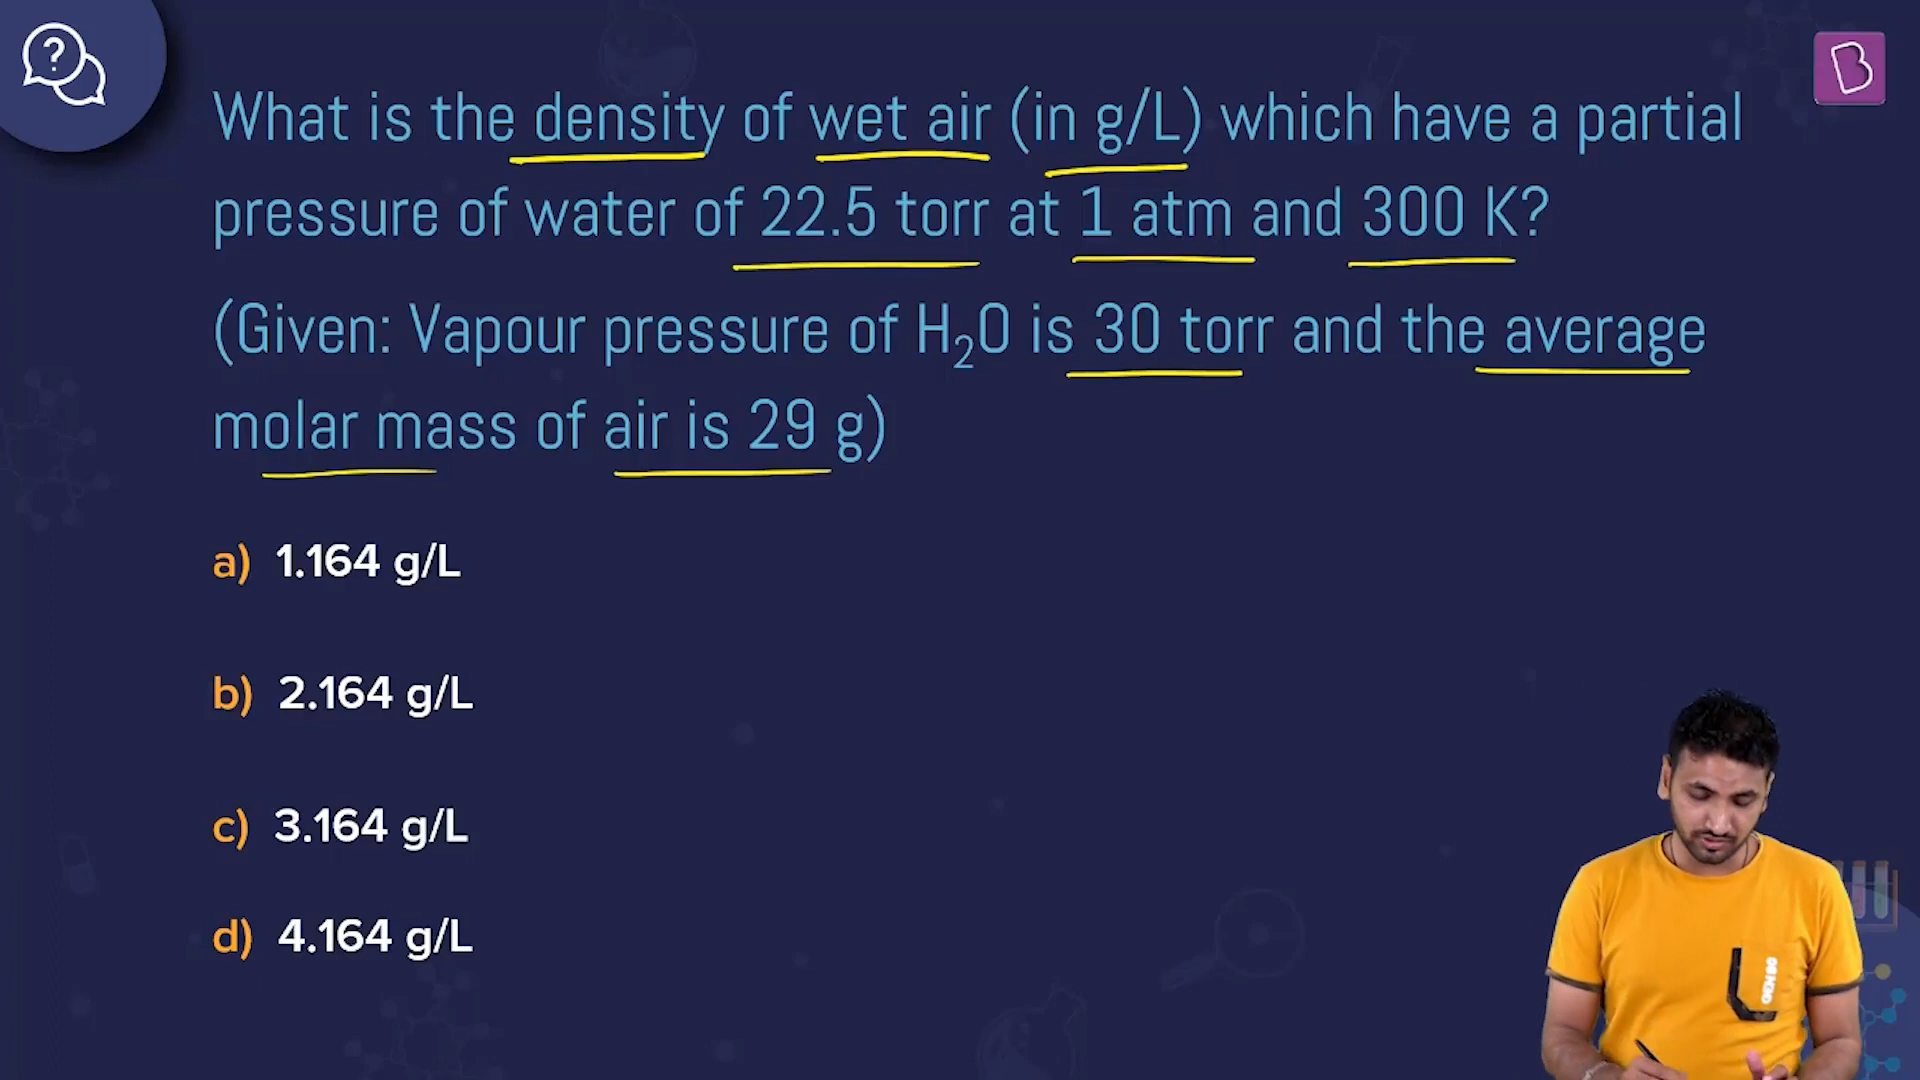 ?
B
What is the density of wet air (in g/L) which have a partial
pressure of water of 22.5 torr at 1 atm and 300 K?
(Given: Vapour pressure of H₂O is 30 torr and the average
molar mass of air is 29 g)
a) 1.164 g/L
b) 2.164 g/L
c) 3.164 g/L
d) 4.164 g/L